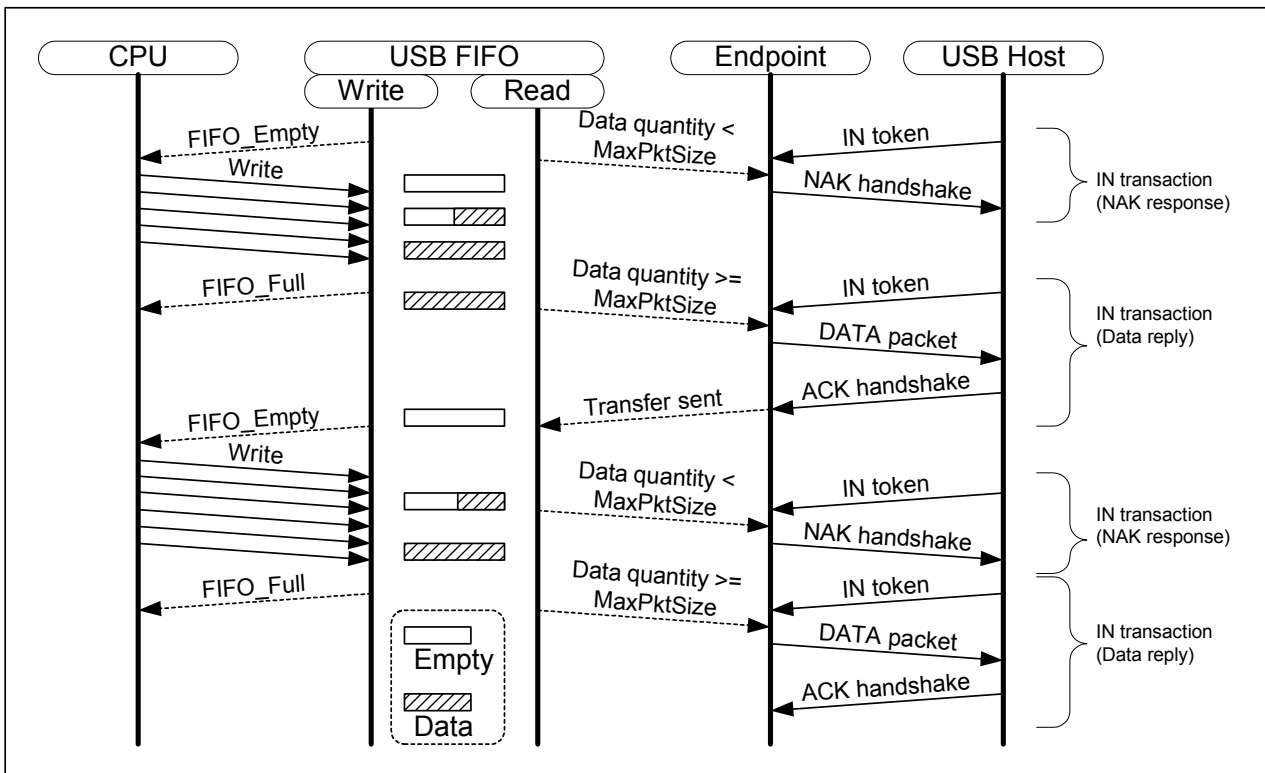 CPU
USB FIFO
Endpoint
USB Host
Write
Read
FIFO_Empty
Data quantity <
MaxPktSize
IN token
Write
NAK handshake
IN transaction
(NAK response)
FIFO_Full
Data quantity >=
MaxPktSize
IN token
DATA packet
IN transaction
(Data reply)
ACK handshake
Transfer sent
FIFO_Empty
Write
Data quantity <
MaxPktSize
IN token
NAK handshake
IN transaction
(NAK response)
FIFO_Full
Data quantity >=
MaxPktSize
IN token
DATA packet
IN transaction
(Data reply)
ACK handshake
Empty
Data